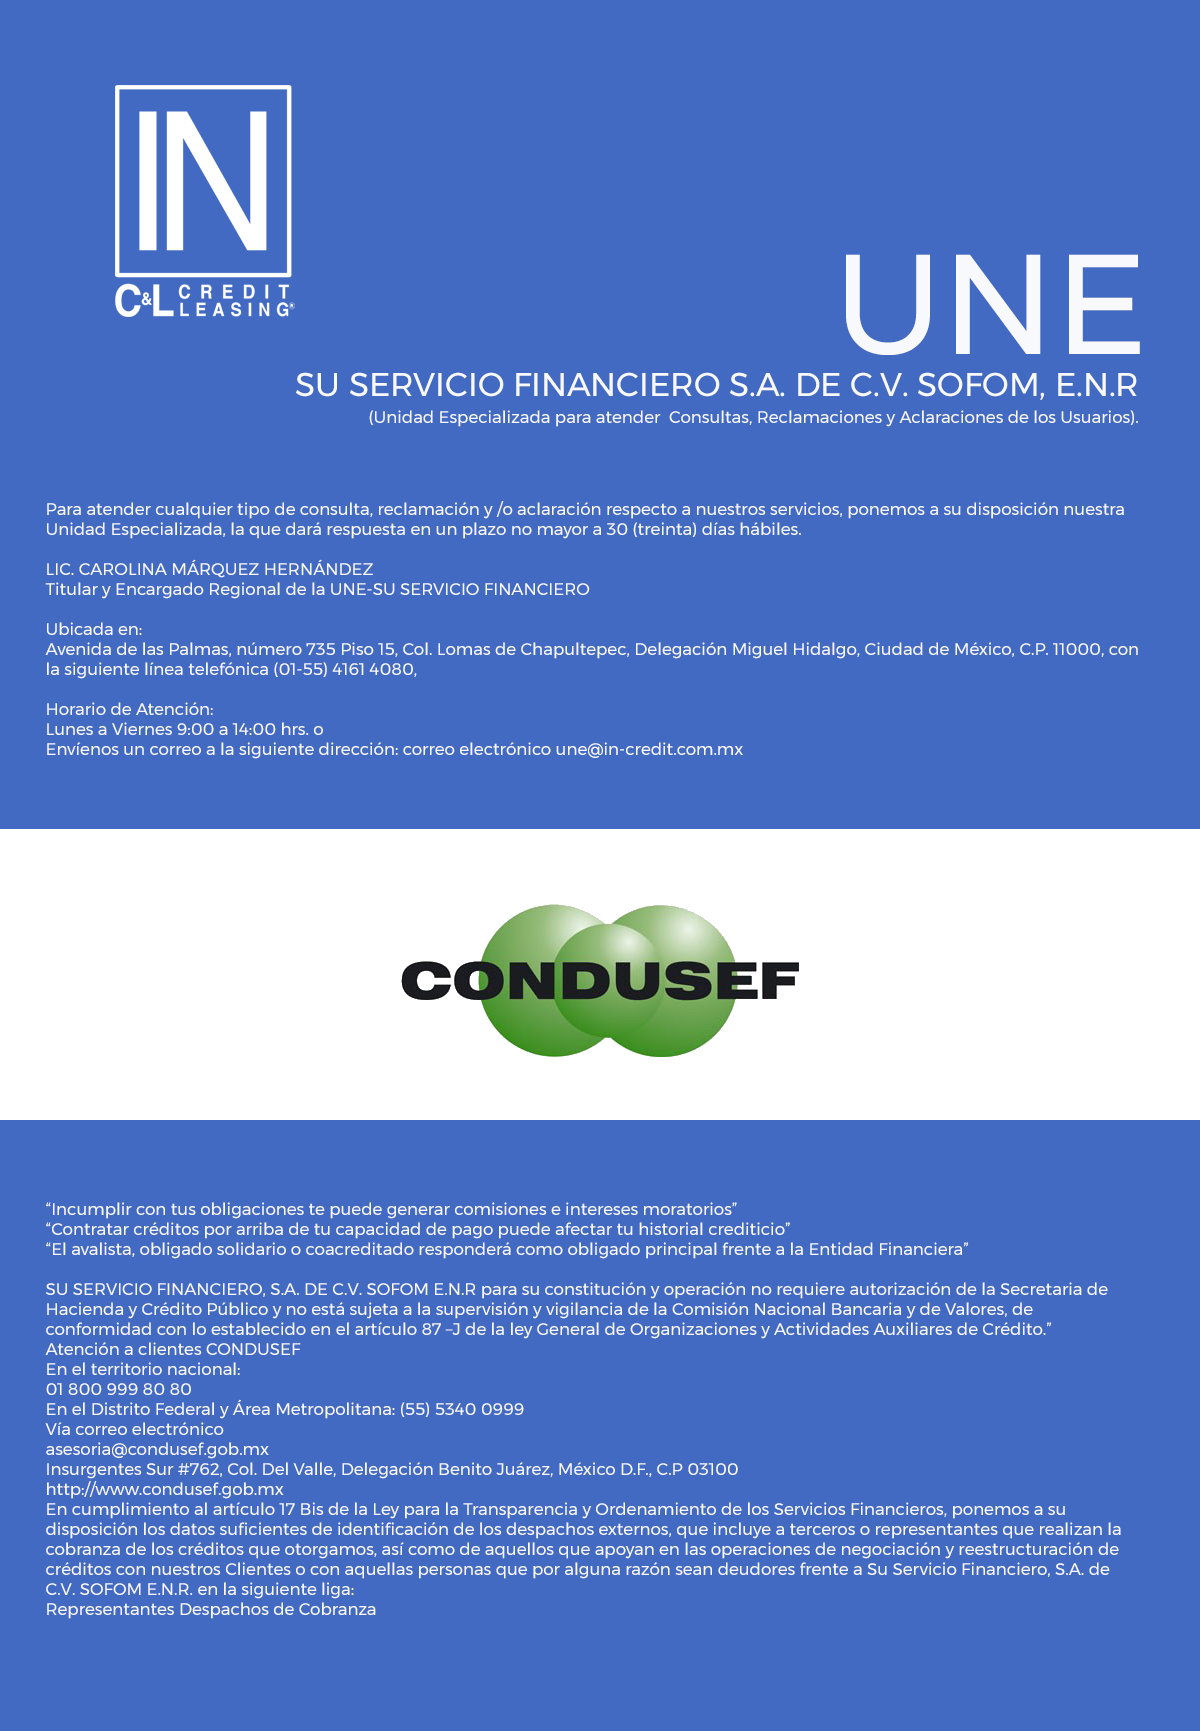 IN
C&L CREDIT
LEASING®
UNE
SU SERVICIO FINANCIERO S.A. DE C.V. SOFOM, E.N.R
(Unidad Especializada para atender  Consultas, Reclamaciones y Aclaraciones de los Usuarios).
Para atender cualquier tipo de consulta, reclamación y /o aclaración respecto a nuestros servicios, ponemos a su disposición nuestra
Unidad Especializada, la que dará respuesta en un plazo no mayor a 30 (treinta) días hábiles.
LIC. CAROLINA MÁRQUEZ HERNÁNDEZ
Titular y Encargado Regional de la UNE-SU SERVICIO FINANCIERO
Ubicada en:
Avenida de las Palmas, número 735 Piso 15, Col. Lomas de Chapultepec, Delegación Miguel Hidalgo, Ciudad de México, C.P. 11000, con
la siguiente línea telefónica (01-55) 4161 4080,
Horario de Atención:
Lunes a Viernes 9:00 a 14:00 hrs. o
Envíenos un correo a la siguiente dirección: correo electrónico une@in-credit.com.mx
CONDUSEF
“Incumplir con tus obligaciones te puede generar comisiones e intereses moratorios”
“Contratar créditos por arriba de tu capacidad de pago puede afectar tu historial crediticio”
“El avalista, obligado solidario o coacreditado responderá como obligado principal frente a la Entidad Financiera”
SU SERVICIO FINANCIERO, S.A. DE C.V. SOFOM E.N.R para su constitución y operación no requiere autorización de la Secretaria de
Hacienda y Crédito Público y no está sujeta a la supervisión y vigilancia de la Comisión Nacional Bancaria y de Valores, de
conformidad con lo establecido en el artículo 87 –J de la ley General de Organizaciones y Actividades Auxiliares de Crédito.”
Atención a clientes CONDUSEF
En el territorio nacional:
01 800 999 80 80
En el Distrito Federal y Área Metropolitana: (55) 5340 0999
Vía correo electrónico
asesoria@condusef.gob.mx
Insurgentes Sur #762, Col. Del Valle, Delegación Benito Juárez, México D.F., C.P 03100
http://www.condusef.gob.mx
En cumplimiento al artículo 17 Bis de la Ley para la Transparencia y Ordenamiento de los Servicios Financieros, ponemos a su
disposición los datos suficientes de identificación de los despachos externos, que incluye a terceros o representantes que realizan la
cobranza de los créditos que otorgamos, así como de aquellos que apoyan en las operaciones de negociación y reestructuración de
créditos con nuestros Clientes o con aquellas personas que por alguna razón sean deudores frente a Su Servicio Financiero, S.A. de
C.V. SOFOM E.N.R. en la siguiente liga:
Representantes Despachos de Cobranza